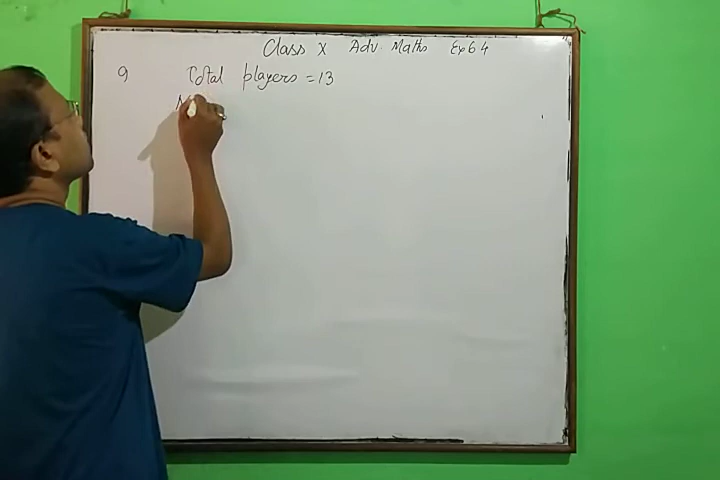 Class X Adv. Maths Ex 6.4
9 Total players = 13
N